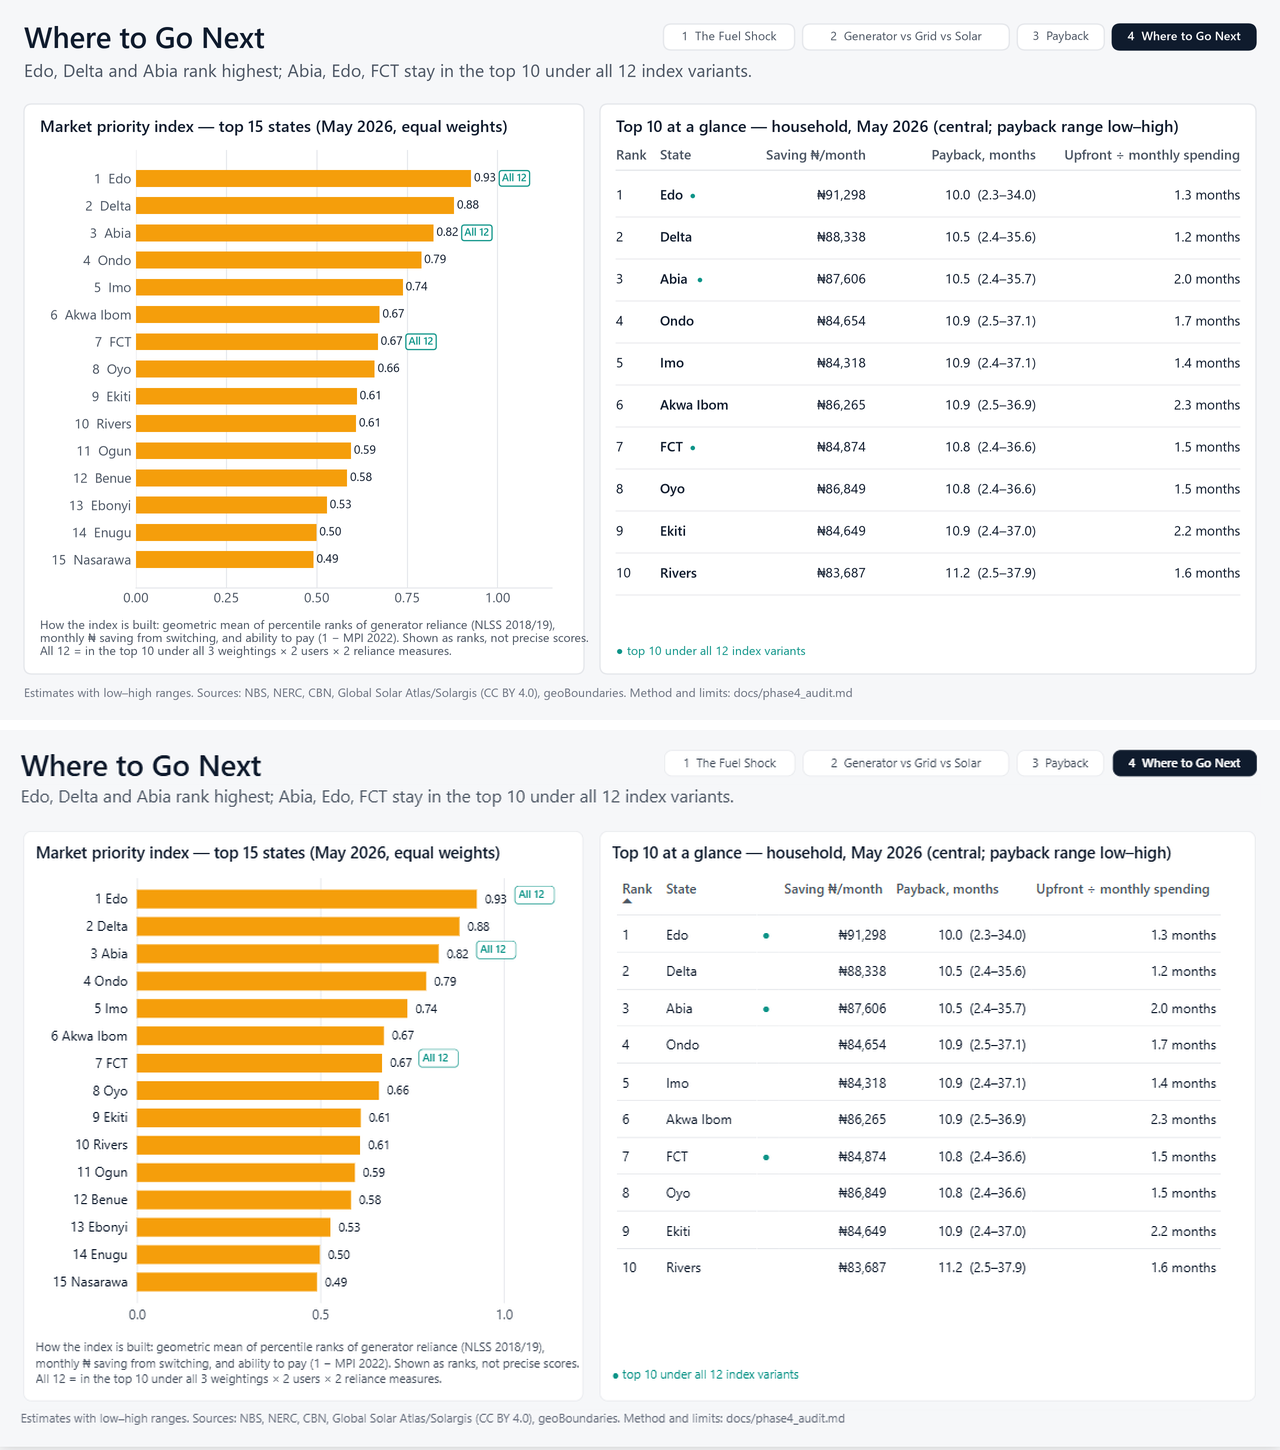 Where to Go Next
1 The Fuel Shock
2 Generator vs Grid vs Solar
3 Payback
4 Where to Go Next
Edo, Delta and Abia rank highest; Abia, Edo, FCT stay in the top 10 under all 12 index variants.
Market priority index — top 15 states (May 2026, equal weights)
1 Edo 0.93 All 12
2 Delta 0.88
3 Abia 0.82 All 12
4 Ondo 0.79
5 Imo 0.74
6 Akwa Ibom 0.67
7 FCT 0.67 All 12
8 Oyo 0.66
9 Ekiti 0.61
10 Rivers 0.61
11 Ogun 0.59
12 Benue 0.58
13 Ebonyi 0.53
14 Enugu 0.50
15 Nasarawa 0.49
0.00 0.25 0.50 0.75 1.00
How the index is built: geometric mean of percentile ranks of generator reliance (NLSS 2018/19),
monthly ₦ saving from switching, and ability to pay (1 − MPI 2022). Shown as ranks, not precise scores.
All 12 = in the top 10 under all 3 weightings × 2 users × 2 reliance measures.
Top 10 at a glance — household, May 2026 (central; payback range low–high)
Rank State Saving ₦/month Payback, months Upfront ÷ monthly spending
1 Edo ● ₦91,298 10.0 (2.3–34.0) 1.3 months
2 Delta ₦88,338 10.5 (2.4–35.6) 1.2 months
3 Abia ● ₦87,606 10.5 (2.4–35.7) 2.0 months
4 Ondo ₦84,654 10.9 (2.5–37.1) 1.7 months
5 Imo ₦84,318 10.9 (2.4–37.1) 1.4 months
6 Akwa Ibom ₦86,265 10.9 (2.5–36.9) 2.3 months
7 FCT ● ₦84,874 10.8 (2.4–36.6) 1.5 months
8 Oyo ₦86,849 10.8 (2.4–36.6) 1.5 months
9 Ekiti ₦84,649 10.9 (2.4–37.0) 2.2 months
10 Rivers ₦83,687 11.2 (2.5–37.9) 1.6 months
● top 10 under all 12 index variants
Estimates with low–high ranges. Sources: NBS, NERC, CBN, Global Solar Atlas/Solargis (CC BY 4.0), geoBoundaries. Method and limits: docs/phase4_audit.md
Where to Go Next
1 The Fuel Shock
2 Generator vs Grid vs Solar
3 Payback
4 Where to Go Next
Edo, Delta and Abia rank highest; Abia, Edo, FCT stay in the top 10 under all 12 index variants.
Market priority index — top 15 states (May 2026, equal weights)
1 Edo 0.93 All 12
2 Delta 0.88
3 Abia 0.82 All 12
4 Ondo 0.79
5 Imo 0.74
6 Akwa Ibom 0.67
7 FCT 0.67 All 12
8 Oyo 0.66
9 Ekiti 0.61
10 Rivers 0.61
11 Ogun 0.59
12 Benue 0.58
13 Ebonyi 0.53
14 Enugu 0.50
15 Nasarawa 0.49
0.0 0.5 1.0
How the index is built: geometric mean of percentile ranks of generator reliance (NLSS 2018/19),
monthly ₦ saving from switching, and ability to pay (1 − MPI 2022). Shown as ranks, not precise scores.
All 12 = in the top 10 under all 3 weightings × 2 users × 2 reliance measures.
Top 10 at a glance — household, May 2026 (central; payback range low–high)
Rank State Saving ₦/month Payback, months Upfront ÷ monthly spending
1 Edo ● ₦91,298 10.0 (2.3–34.0) 1.3 months
2 Delta ₦88,338 10.5 (2.4–35.6) 1.2 months
3 Abia ● ₦87,606 10.5 (2.4–35.7) 2.0 months
4 Ondo ₦84,654 10.9 (2.5–37.1) 1.7 months
5 Imo ₦84,318 10.9 (2.4–37.1) 1.4 months
6 Akwa Ibom ₦86,265 10.9 (2.5–36.9) 2.3 months
7 FCT ● ₦84,874 10.8 (2.4–36.6) 1.5 months
8 Oyo ₦86,849 10.8 (2.4–36.6) 1.5 months
9 Ekiti ₦84,649 10.9 (2.4–37.0) 2.2 months
10 Rivers ₦83,687 11.2 (2.5–37.9) 1.6 months
● top 10 under all 12 index variants
Estimates with low–high ranges. Sources: NBS, NERC, CBN, Global Solar Atlas/Solargis (CC BY 4.0), geoBoundaries. Method and limits: docs/phase4_audit.md